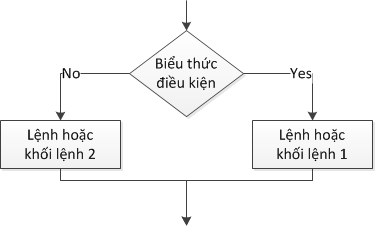 Biểu thức
điều kiện
No
Yes
Lệnh hoặc
khối lệnh 2
Lệnh hoặc
khối lệnh 1